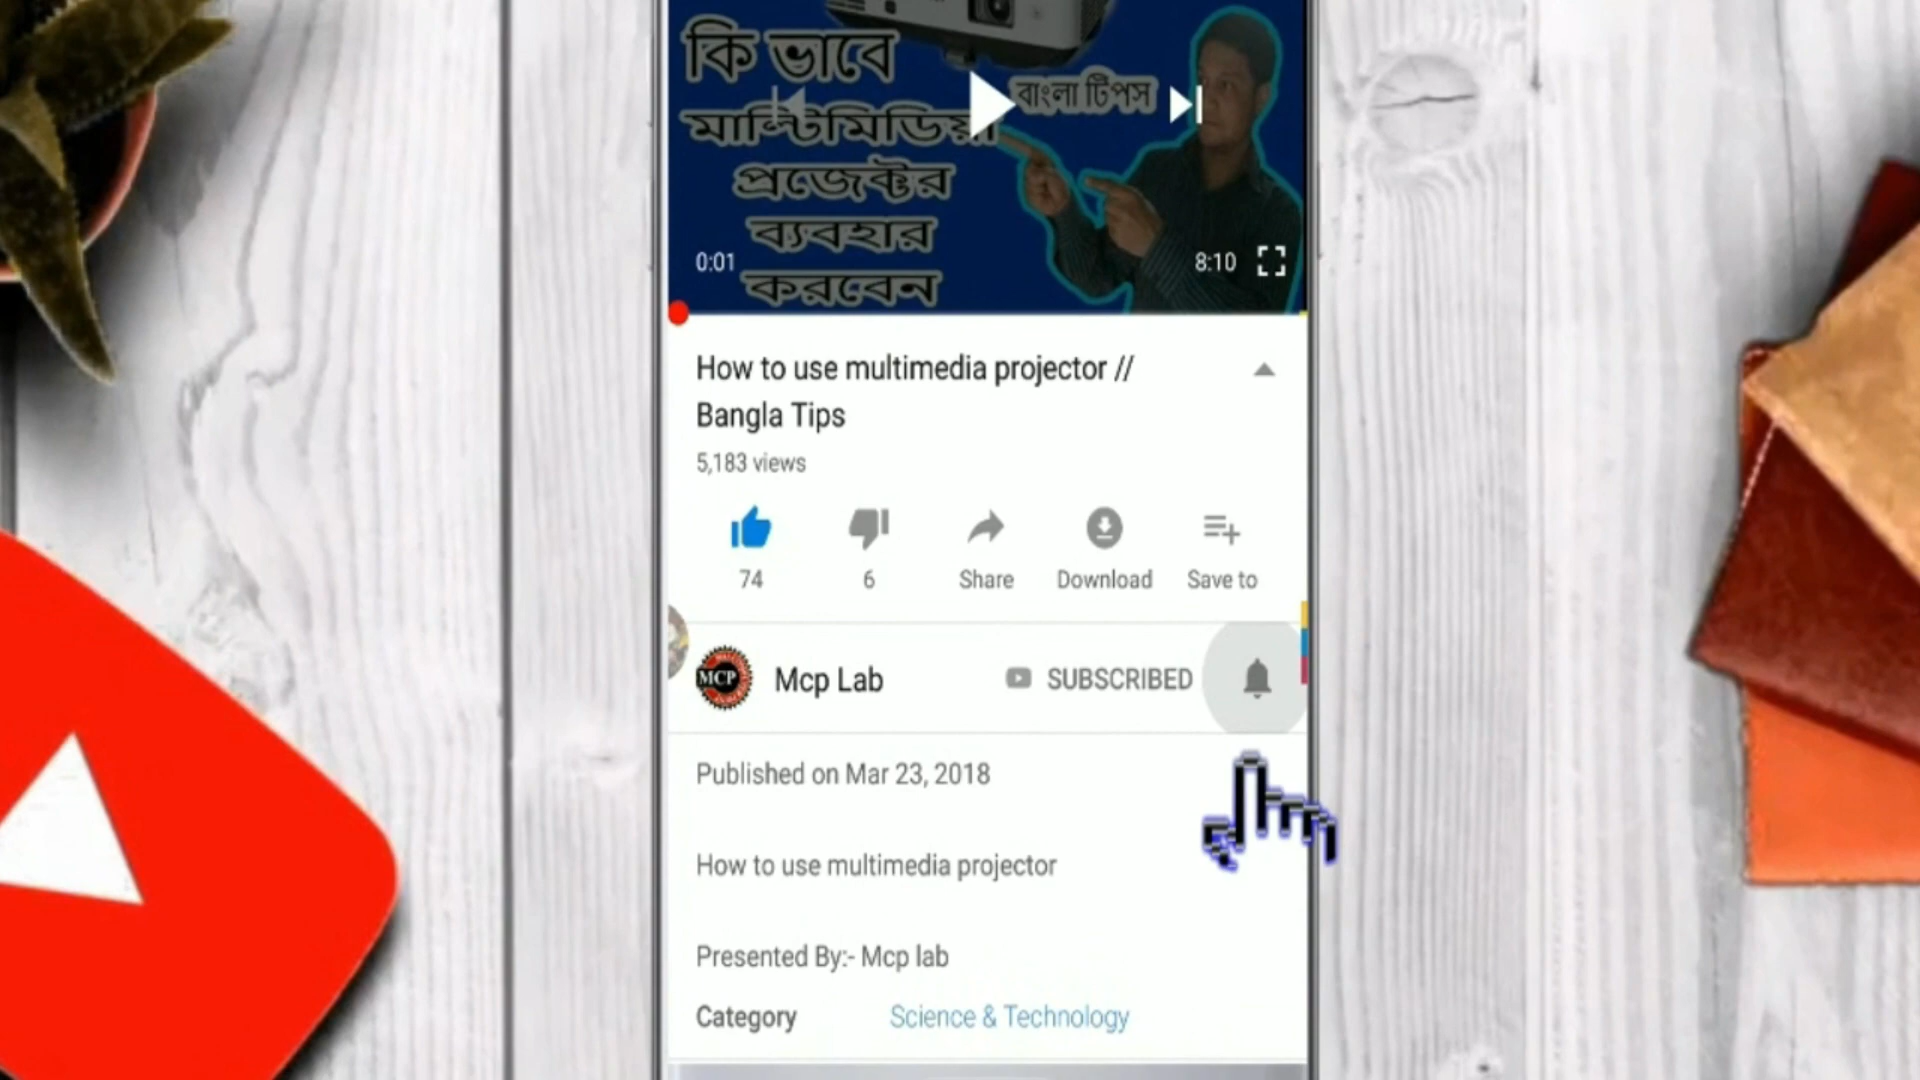 কি ভাবে
বাংলা টিপস
মাল্টিমিডিয়া
প্রজেক্টর
ব্যবহার
করবেন
0:01
8:10
How to use multimedia projector //
Bangla Tips
5,183 views
74
6
Share
Download
Save to
MCP
Mcp Lab
SUBSCRIBED
Published on Mar 23, 2018
How to use multimedia projector
Presented By:- Mcp lab
Category
Science & Technology